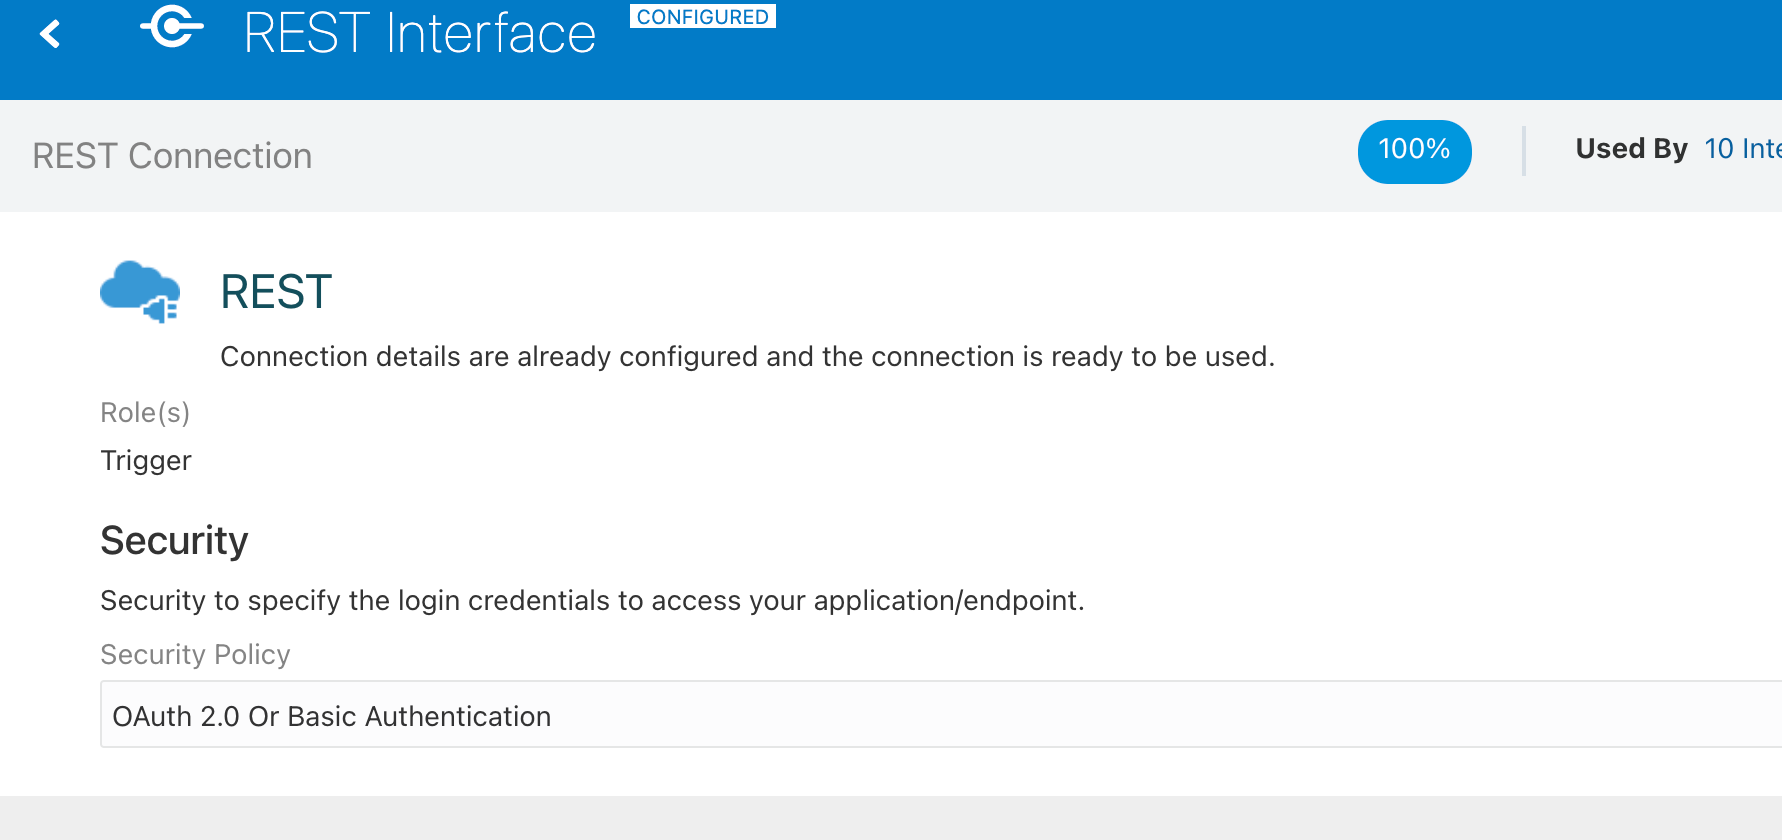 REST Interface CONFIGURED
REST Connection 100% Used By 10 Inte
REST
Connection details are already configured and the connection is ready to be used.
Role(s)
Trigger
Security
Security to specify the login credentials to access your application/endpoint.
Security Policy
OAuth 2.0 Or Basic Authentication